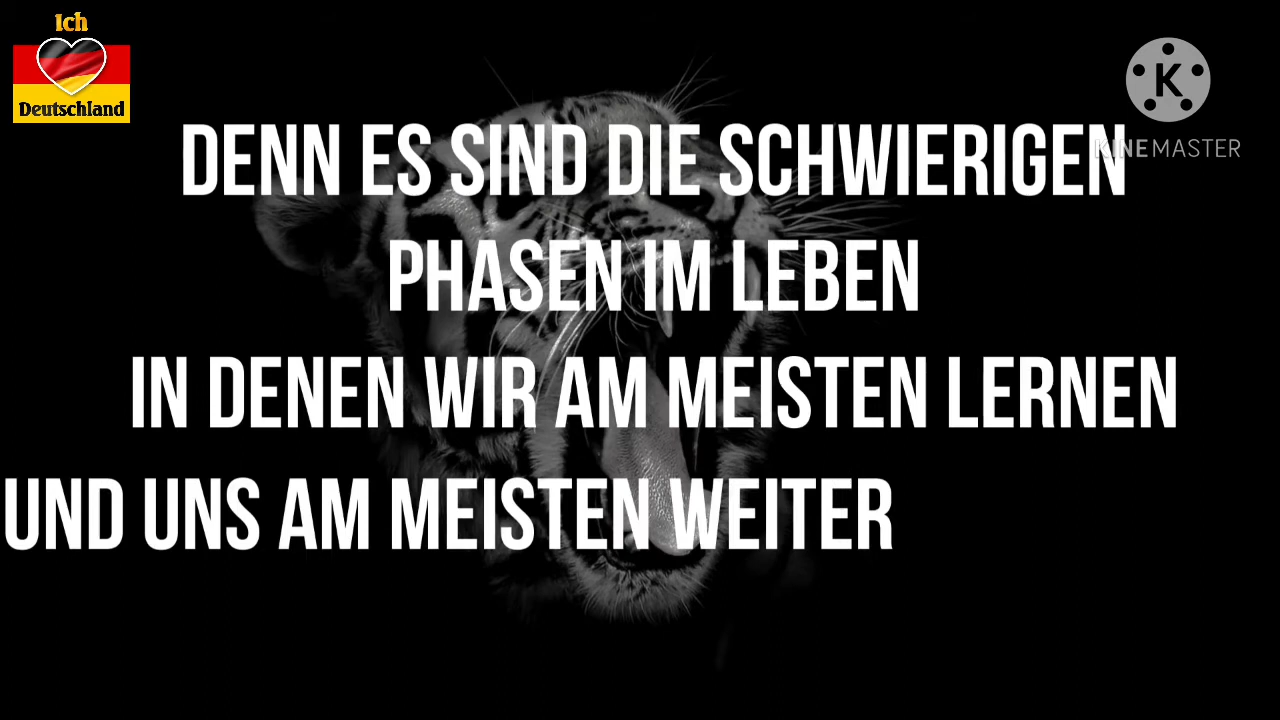 Ich
Deutschland
K
KINEMASTER
DENN ES SIND DIE SCHWIERIGEN
PHASEN IM LEBEN
IN DENEN WIR AM MEISTEN LERNEN
UND UNS AM MEISTEN WEITER